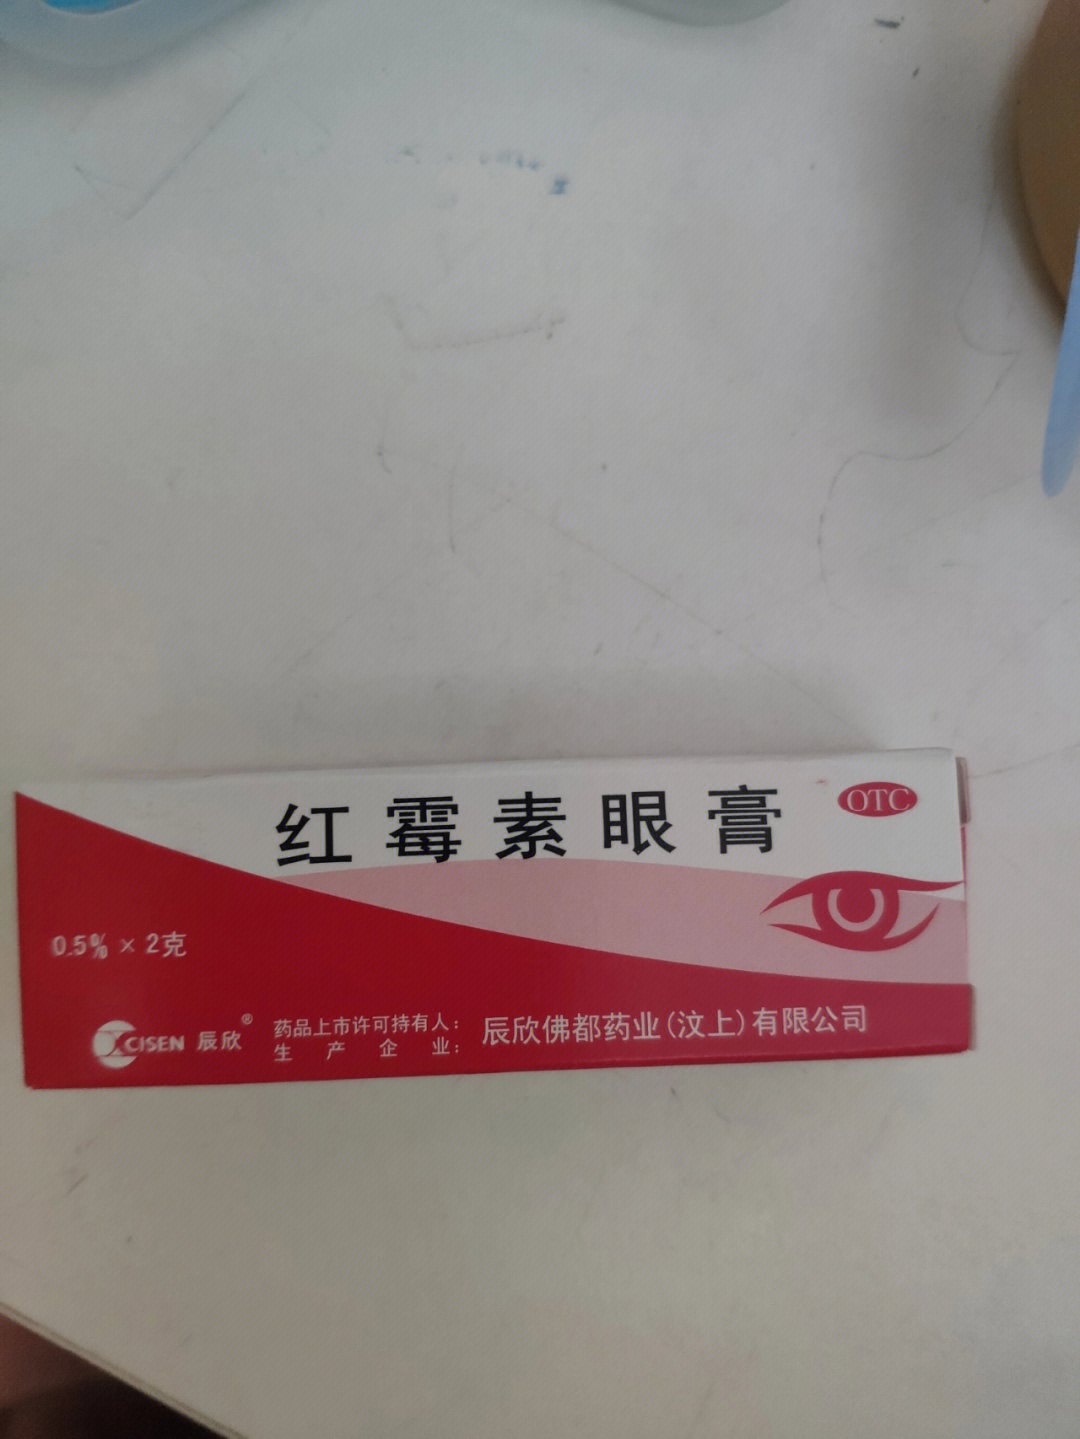 红霉素眼膏
OTC
0.5% × 2克
CISEN 辰欣®
药品上市许可持有人：
生产企业：
辰欣佛都药业(汶上)有限公司